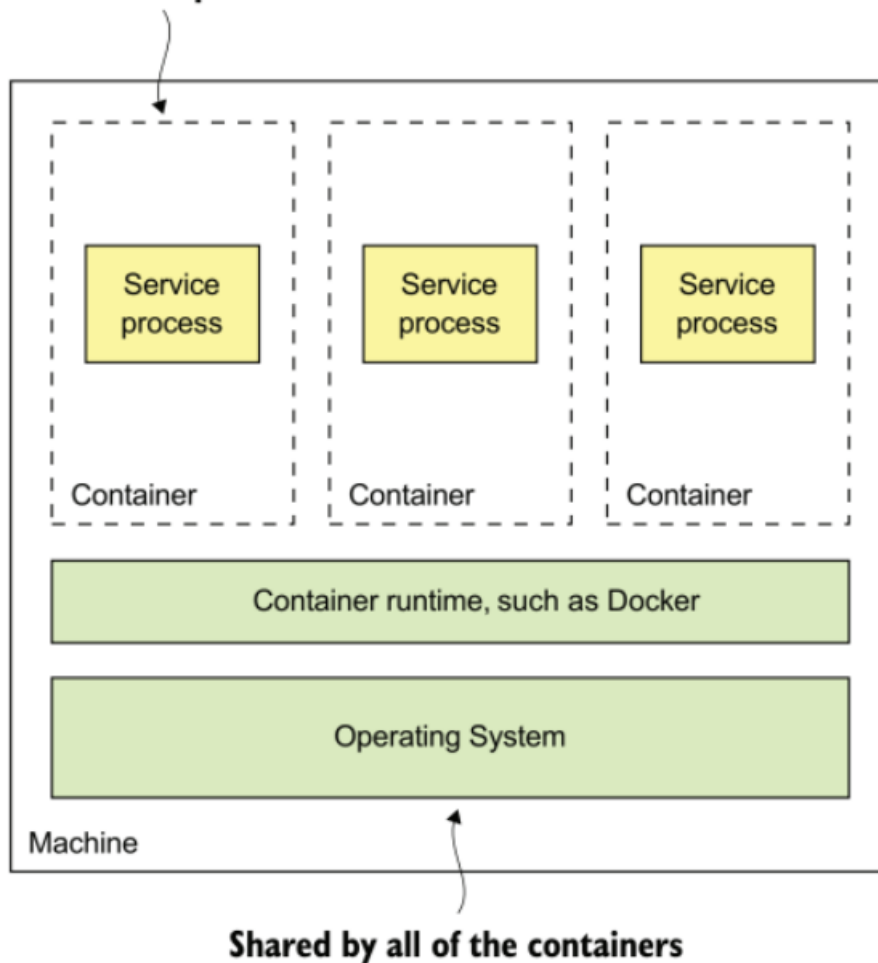 Service
process
Service
process
Service
process
Container
Container
Container
Container runtime, such as Docker
Operating System
Machine
Shared by all of the containers